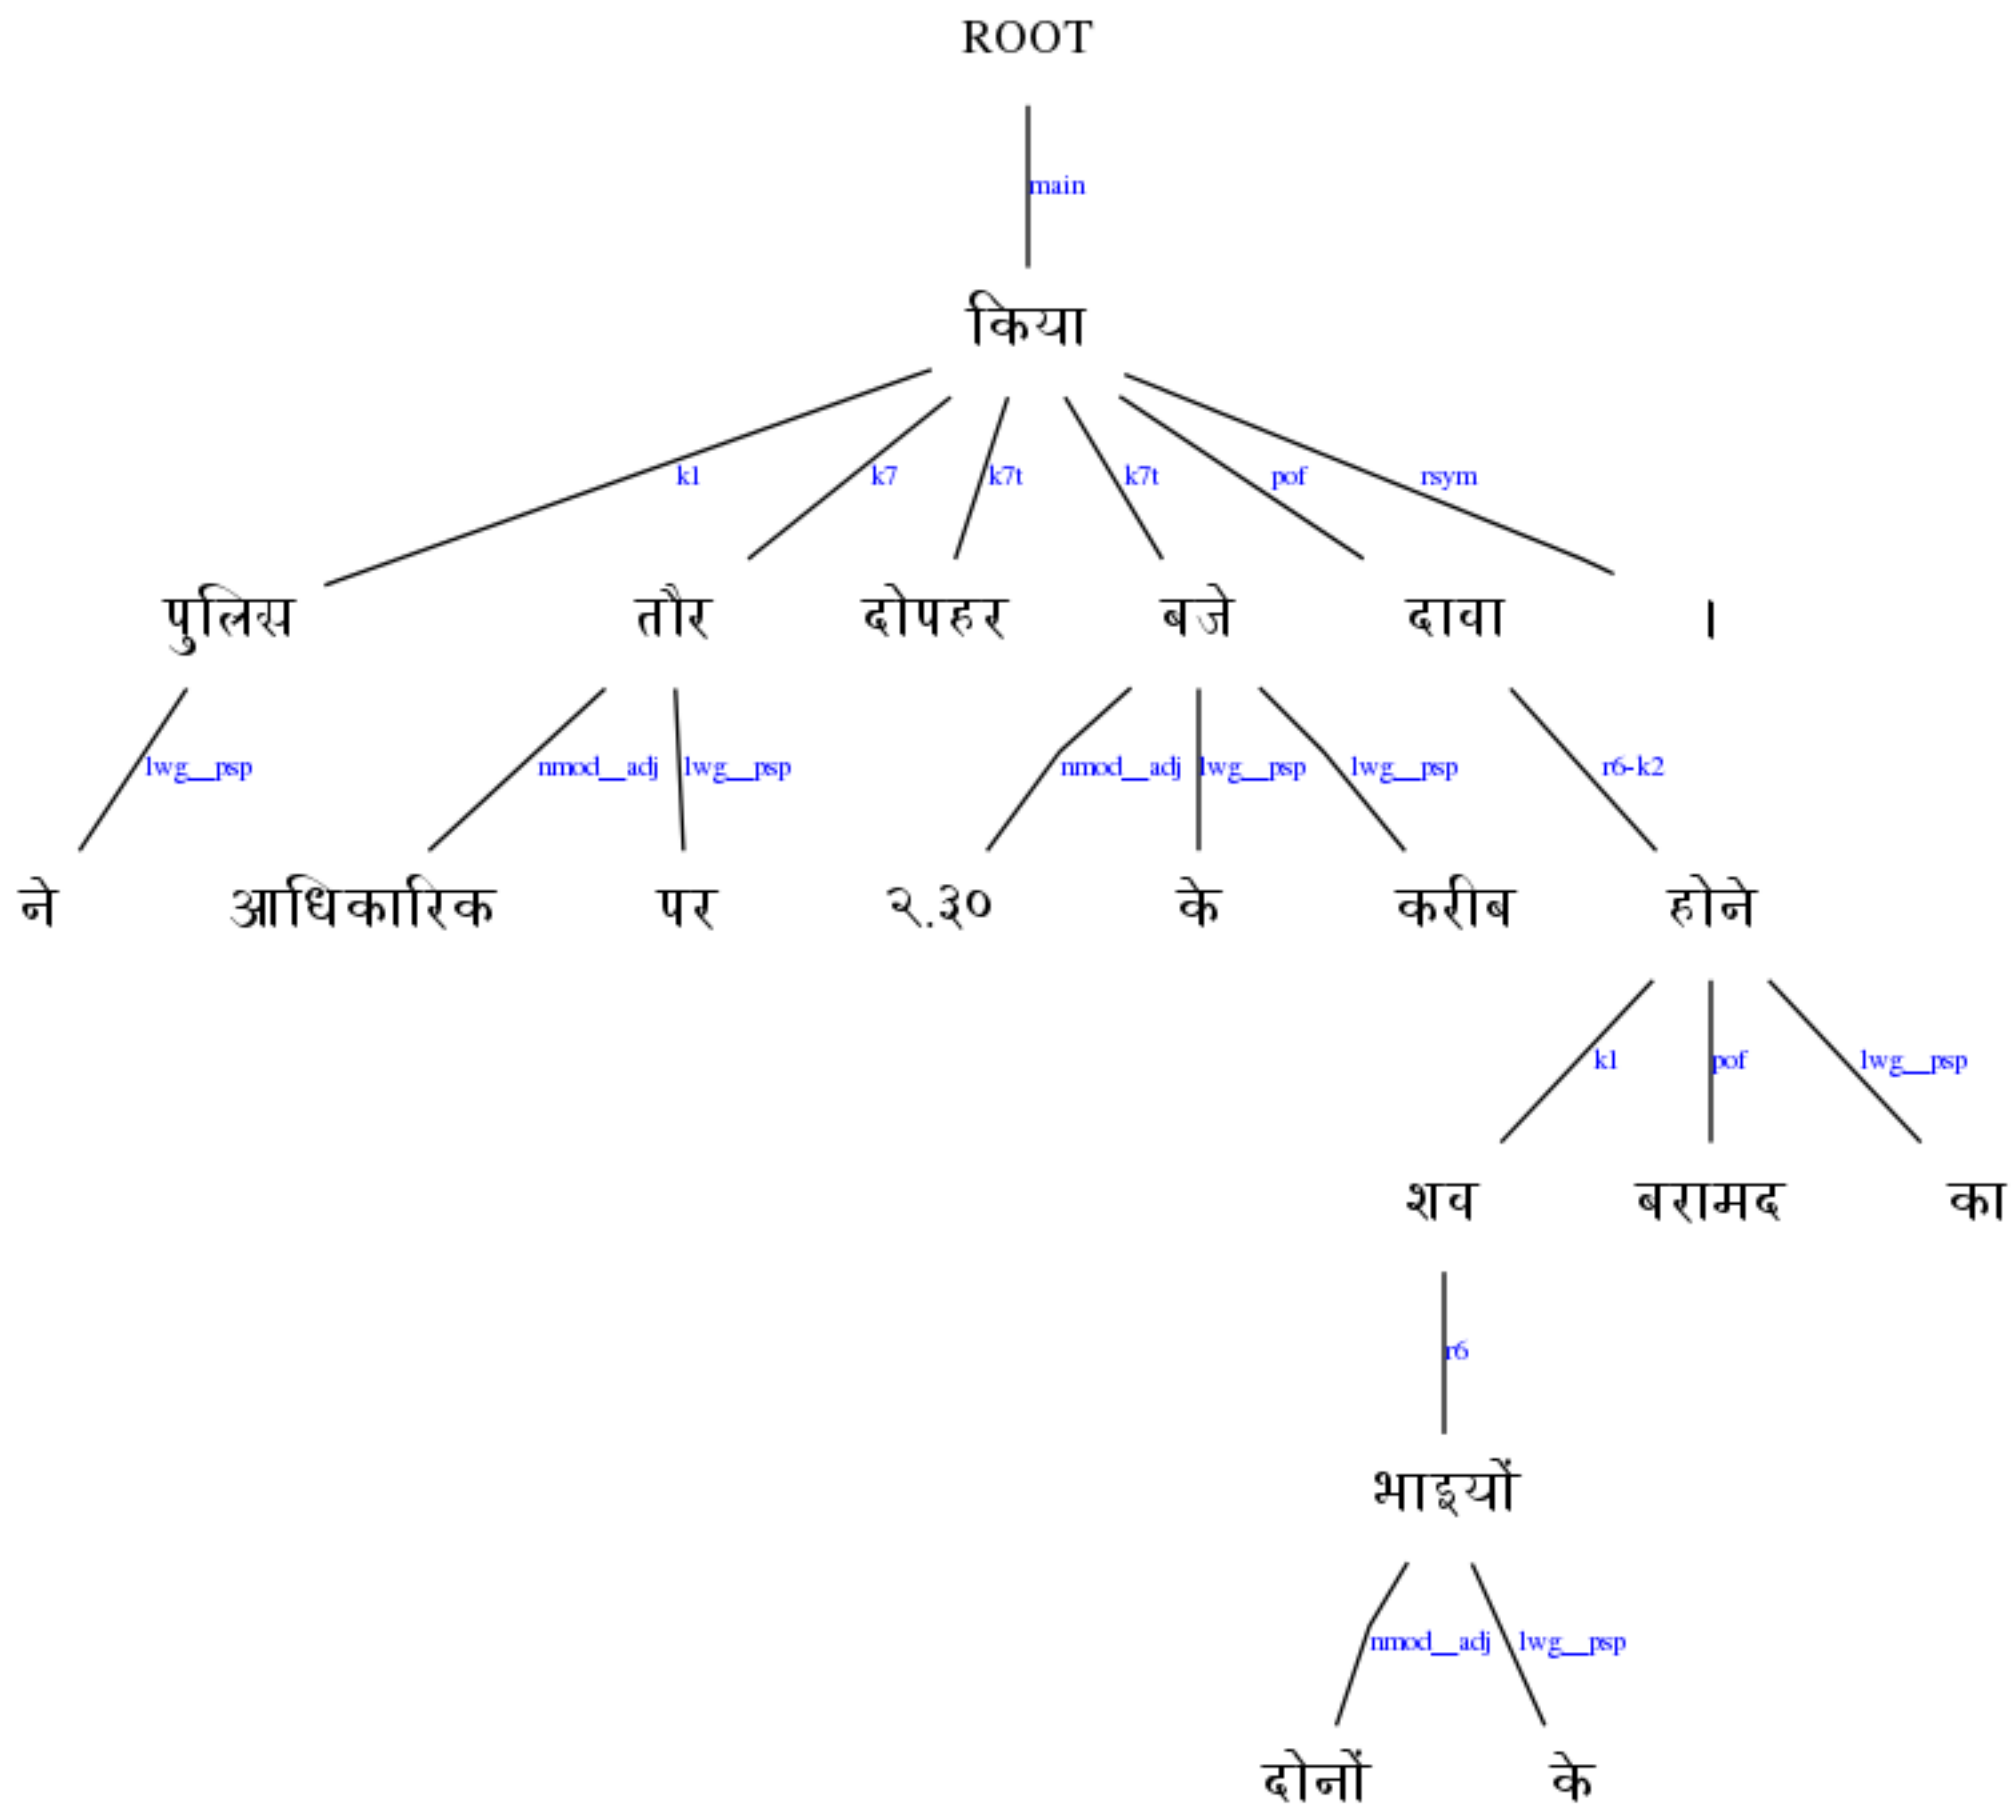 ROOT
main
किया
k1 k7 k7t k7t pof rsym
पुलिस तौर दोपहर बजे दावा ।
lwg__psp nmod__adj lwg__psp nmod__adj lwg__psp lwg__psp r6-k2
ने आधिकारिक पर २.३० के करीब होने
k1 pof lwg__psp
शव बरामद का
r6
भाइयों
nmod__adj lwg__psp
दोनों के